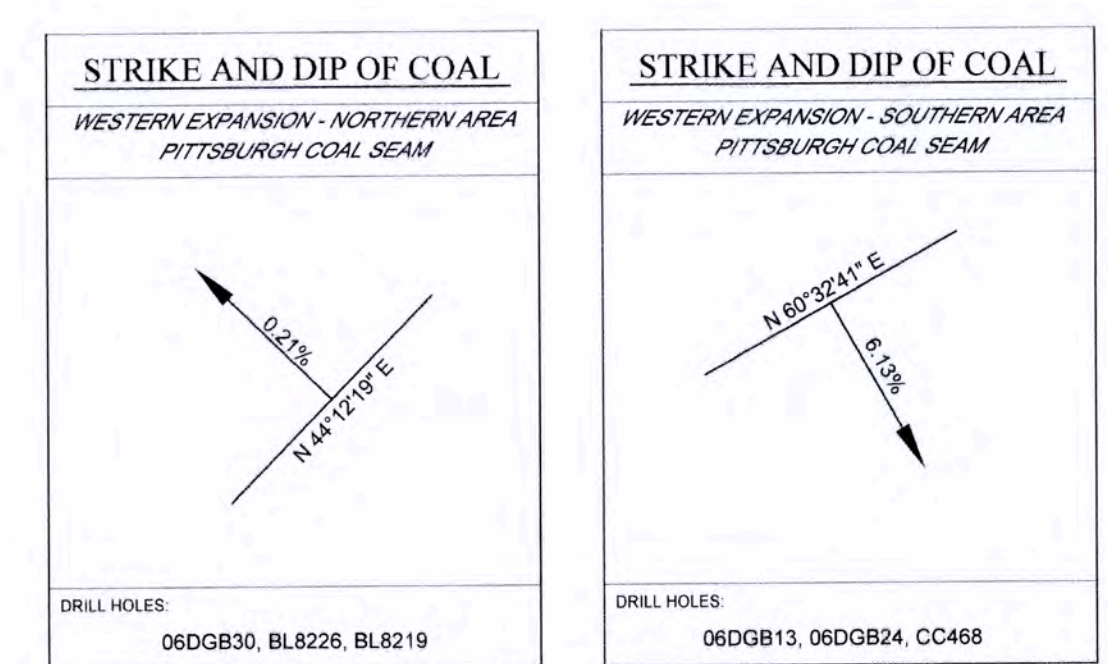 STRIKE AND DIP OF COAL
WESTERN EXPANSION - NORTHERN AREA
PITTSBURGH COAL SEAM
0.21%
N 44°12'19" E
DRILL HOLES:
06DGB30, BL8226, BL8219
STRIKE AND DIP OF COAL
WESTERN EXPANSION - SOUTHERN AREA
PITTSBURGH COAL SEAM
N 60°32'41" E
6.13%
DRILL HOLES:
06DGB13, 06DGB24, CC468